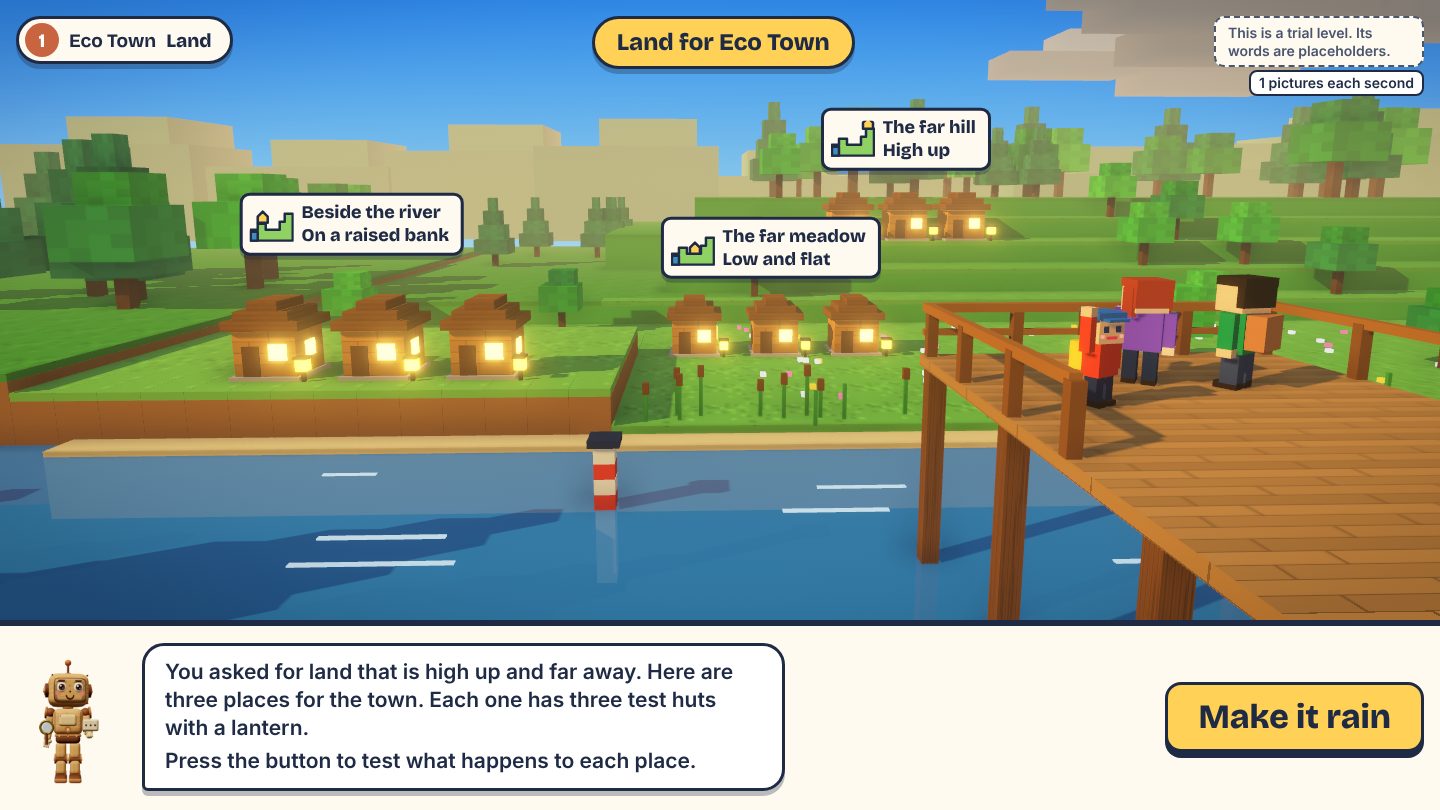 1 Eco Town Land
Land for Eco Town
This is a trial level. Its
words are placeholders.
1 pictures each second
The far hill
High up
Beside the river
On a raised bank
The far meadow
Low and flat
You asked for land that is high up and far away. Here are
three places for the town. Each one has three test huts
with a lantern.
Press the button to test what happens to each place.
Make it rain